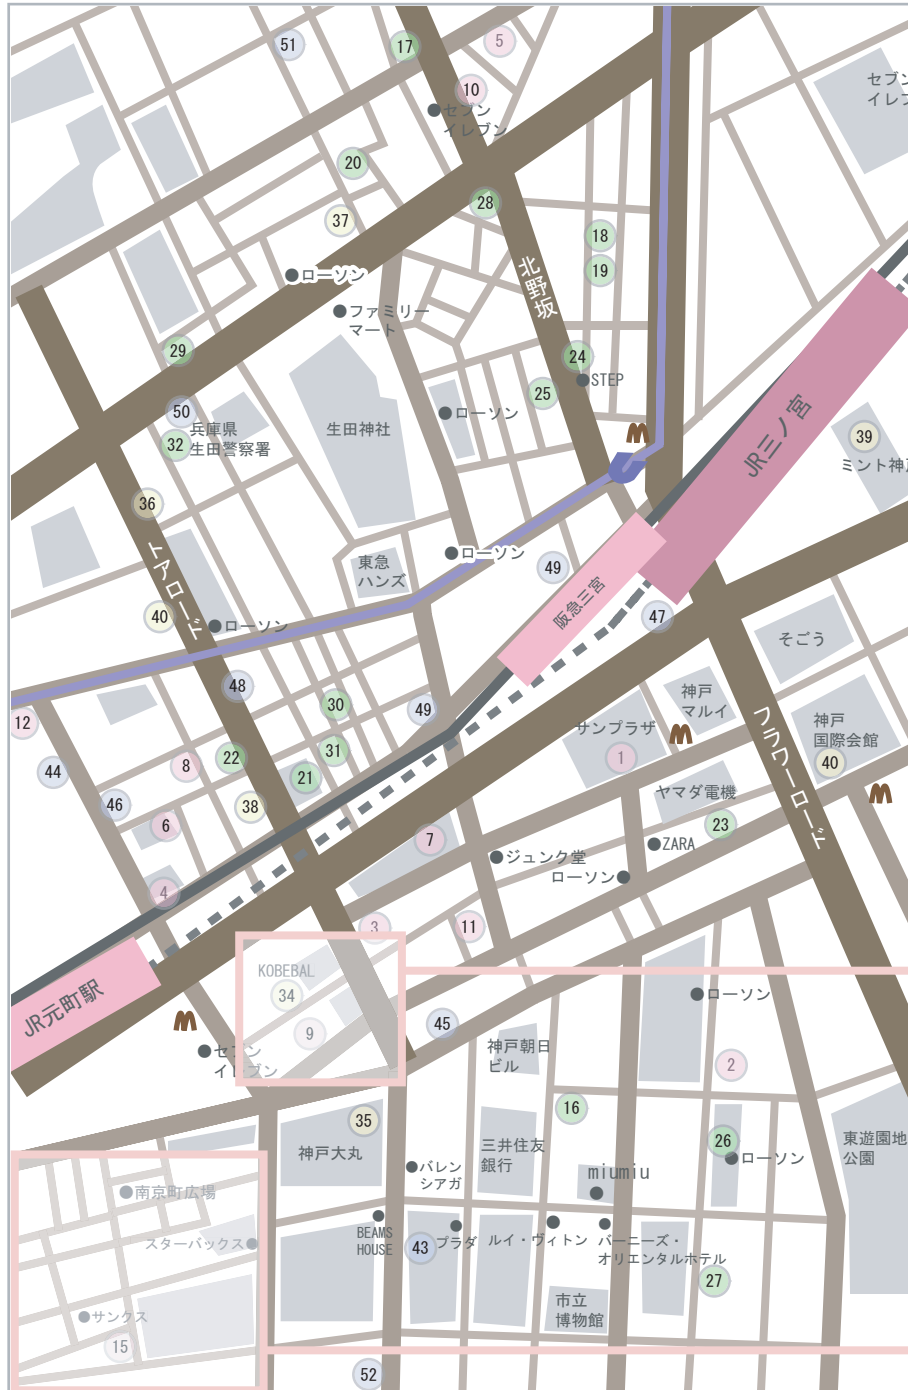 51
17
5
10
セブン
イレブン
セブン
イレブ
20
37
28
18
19
ローソン
北野坂
ファミリー
マート
29
24
STEP
25
50
兵庫県
生田警察署
32
生田神社
ローソン
JR三ノ宮
39
ミント神戸
36
トアロード
東急
ハンズ
ローソン
49
阪急三宮
40
ローソン
47
そごう
48
30
49
神戸
マルイ
12
サンプラザ
1
フラワーロード
神戸
国際会館
40
44
8
22
31
21
46
38
ヤマダ電機
23
6
7
ジュンク堂
ZARA
ローソン
4
3
11
KOBEBAL
34
9
JR元町駅
ローソン
45
セブン
イレブン
神戸朝日
ビル
2
35
神戸大丸
16
三井住友
銀行
26
ローソン
東遊園地
公園
バレン
シアガ
miumiu
南京町広場
スターバックス
BEAMS
HOUSE
43
プラダ
ルイ・ヴィトン
バーニーズ・
オリエンタルホテル
27
サンクス
15
市立
博物館
52